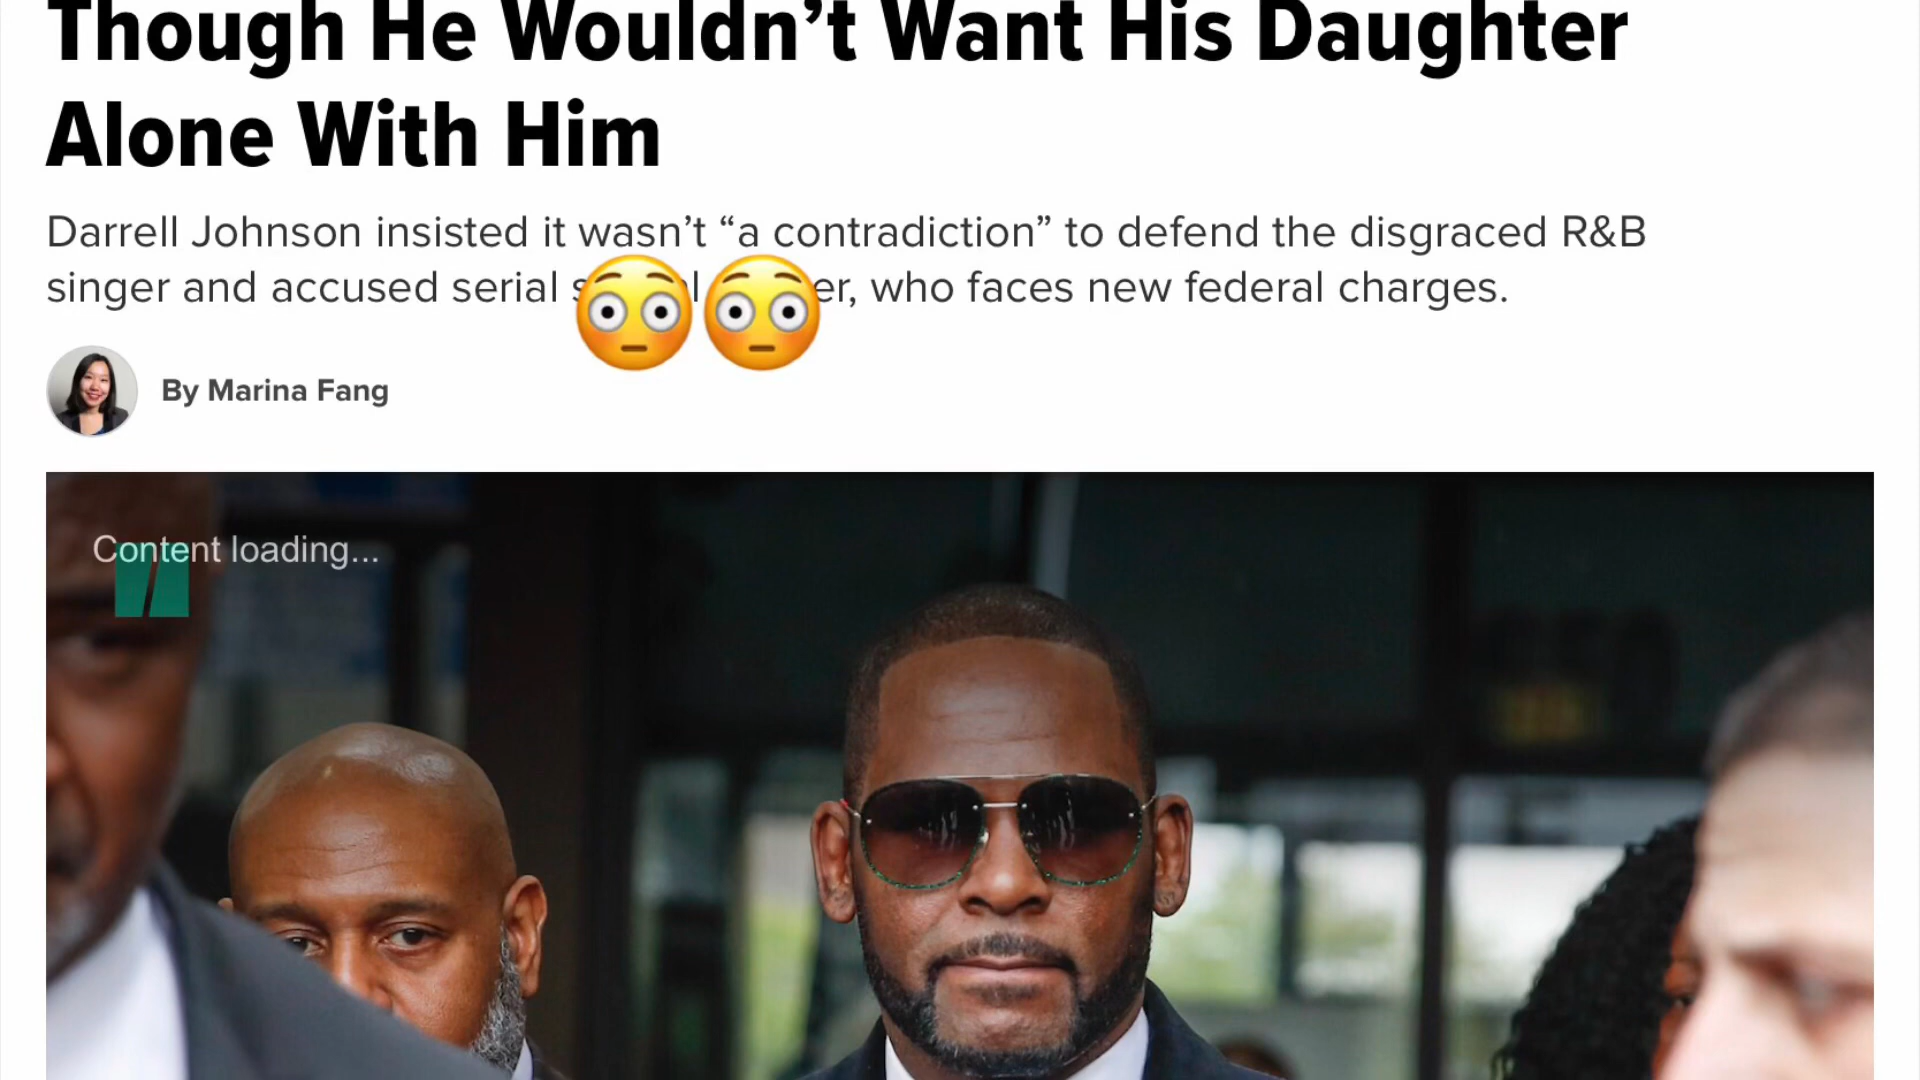 Though He Wouldn’t Want His Daughter
Alone With Him
Darrell Johnson insisted it wasn’t “a contradiction” to defend the disgraced R&B
singer and accused serial who faces new federal charges.
By Marina Fang
Content loading...